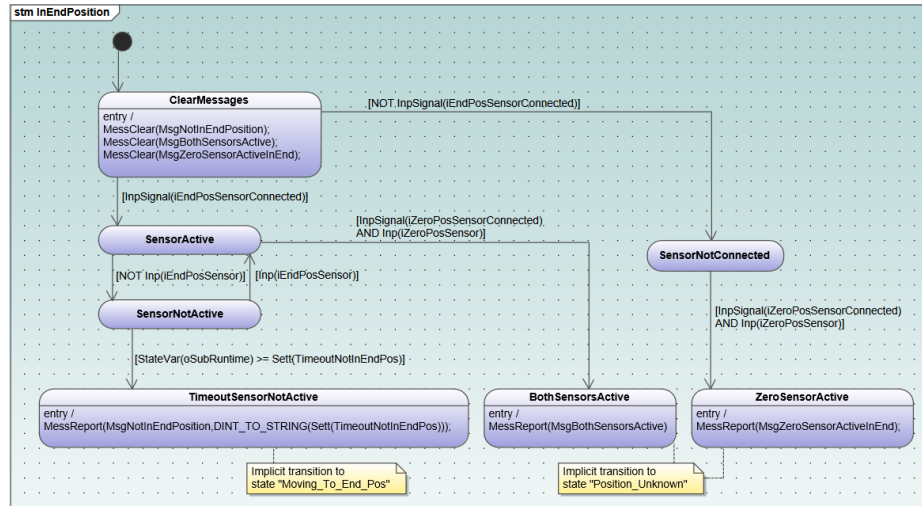 stm InEndPosition
ClearMessages
entry /
MessClear(MsgNotInEndPosition);
MessClear(MsgBothSensorsActive);
MessClear(MsgZeroSensorActiveInEnd);
[NOT InpSignal(iEndPosSensorConnected)]
[InpSignal(iEndPosSensorConnected)]
SensorActive
[InpSignal(iZeroPosSensorConnected)
AND Inp(iZeroPosSensor)]
SensorNotConnected
[NOT Inp(iEndPosSensor)]
[Inp(iEndPosSensor)]
SensorNotActive
[InpSignal(iZeroPosSensorConnected)
AND Inp(iZeroPosSensor)]
[StateVar(oSubRuntime) >= Sett(TimeoutNotInEndPos)]
TimeoutSensorNotActive
entry /
MessReport(MsgNotInEndPosition,DINT_TO_STRING(Sett(TimeoutNotInEndPos)));
BothSensorsActive
entry /
MessReport(MsgBothSensorsActive)
ZeroSensorActive
entry /
MessReport(MsgZeroSensorActiveInEnd);
Implicit transition to
state "Moving_To_End_Pos"
Implicit transition to
state "Position_Unknown"